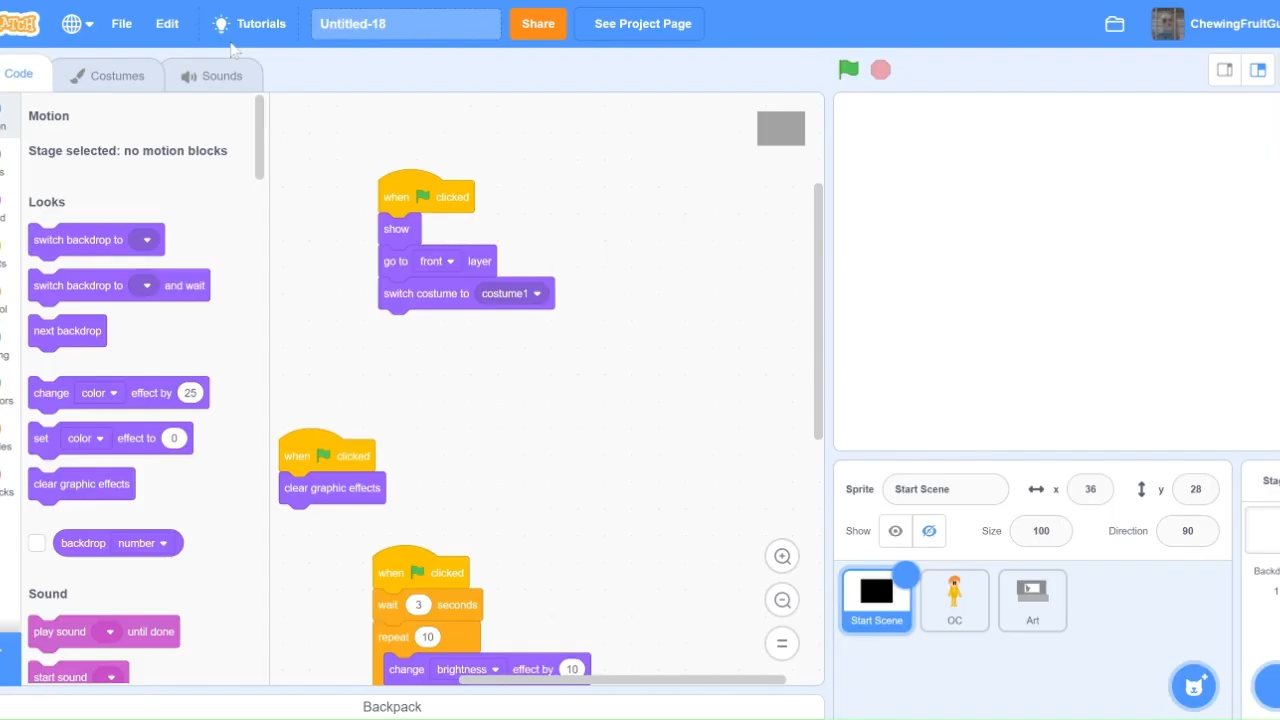 File
Edit
Tutorials
Untitled-18
Share
See Project Page
Code
Costumes
Sounds
Motion
Stage selected: no motion blocks
Looks
switch backdrop to
switch backdrop to and wait
next backdrop
change color effect by 25
set color effect to 0
clear graphic effects
backdrop number
Sound
play sound until done
start sound
when clicked
show
go to front layer
switch costume to costume1
when clicked
clear graphic effects
when clicked
wait 3 seconds
repeat 10
change brightness effect by 10
Backpack
Sprite Start Scene x 36 y 28
Show Size 100 Direction 90
Start Scene
OC
Art
1